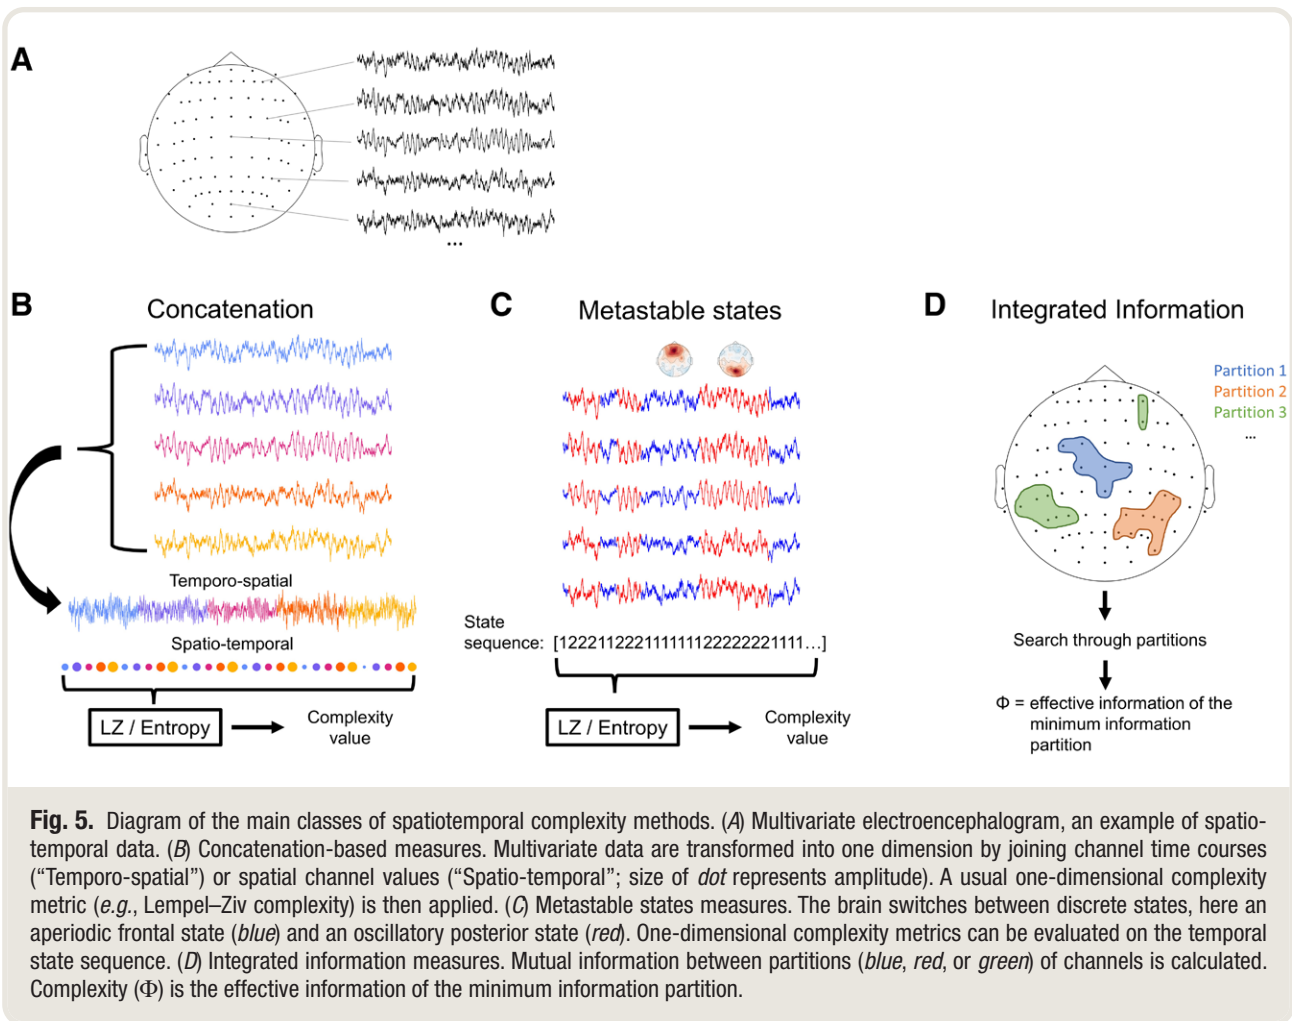 A
...
B
Concatenation
Temporo-spatial
Spatio-temporal
LZ / Entropy
Complexity
value
C
Metastable states
State
sequence: [1222112221111111222222221111...]
LZ / Entropy
Complexity
value
D
Integrated Information
Partition 1
Partition 2
Partition 3
...
Search through partitions
Φ = effective information of the
minimum information
partition
Fig. 5. Diagram of the main classes of spatiotemporal complexity methods. (A) Multivariate electroencephalogram, an example of spatio-
temporal data. (B) Concatenation-based measures. Multivariate data are transformed into one dimension by joining channel time courses
(“Temporo-spatial”) or spatial channel values (“Spatio-temporal”; size of dot represents amplitude). A usual one-dimensional complexity
metric (e.g., Lempel–Ziv complexity) is then applied. (C) Metastable states measures. The brain switches between discrete states, here an
aperiodic frontal state (blue) and an oscillatory posterior state (red). One-dimensional complexity metrics can be evaluated on the temporal
state sequence. (D) Integrated information measures. Mutual information between partitions (blue, red, or green) of channels is calculated.
Complexity (Φ) is the effective information of the minimum information partition.